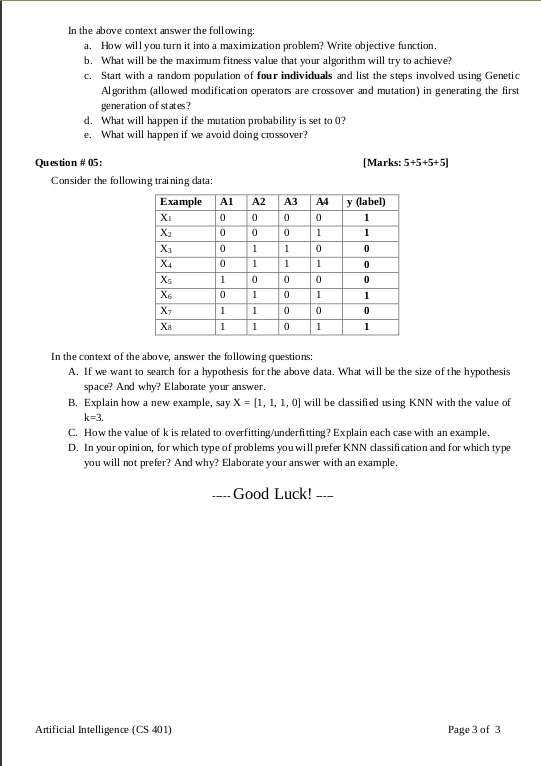 In the above context answer the following:
a. How will you turn it into a maximization problem? Write objective function.
b. What will be the maximum fitness value that your algorithm will try to achieve?
c. Start with a random population of four individuals and list the steps involved using Genetic
Algorithm (allowed modification operators are crossover and mutation) in generating the first
generation of states?
d. What will happen if the mutation probability is set to 0?
e. What will happen if we avoid doing crossover?
Question # 05: [Marks: 5+5+5+5]
Consider the following training data:
Example A1 A2 A3 A4 y (label)
X1 0 0 0 0 1
X2 0 0 0 1 1
X3 0 1 1 0 0
X4 0 1 1 1 0
X5 1 0 0 0 0
X6 0 1 0 1 1
X7 1 1 0 0 0
X8 1 1 0 1 1
In the context of the above, answer the following questions:
A. If we want to search for a hypothesis for the above data. What will be the size of the hypothesis
space? And why? Elaborate your answer.
B. Explain how a new example, say X = [1, 1, 1, 0] will be classified using KNN with the value of
k=3.
C. How the value of k is related to overfitting/underfitting? Explain each case with an example.
D. In your opinion, for which type of problems you will prefer KNN classification and for which type
you will not prefer? And why? Elaborate your answer with an example.
----- Good Luck! -----
Artificial Intelligence (CS 401) Page 3 of 3